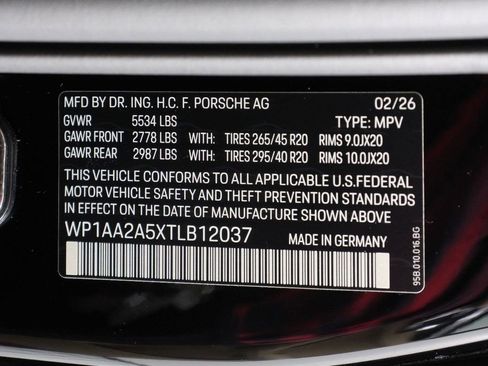 MFD BY DR. ING. H.C. F. PORSCHE AG 02/26
GVWR 5534 LBS TYPE: MPV
GAWR FRONT 2778 LBS WITH: TIRES 265/45 R20 RIMS 9.0JX20
GAWR REAR 2987 LBS WITH: TIRES 295/40 R20 RIMS 10.0JX20
THIS VEHICLE CONFORMS TO ALL APPLICABLE U.S.FEDERAL
MOTOR VEHICLE SAFETY AND THEFT PREVENTION STANDARDS
IN EFFECT ON THE DATE OF MANUFACTURE SHOWN ABOVE
WP1AA2A5XTLB12037 MADE IN GERMANY
95B.010.016.BG